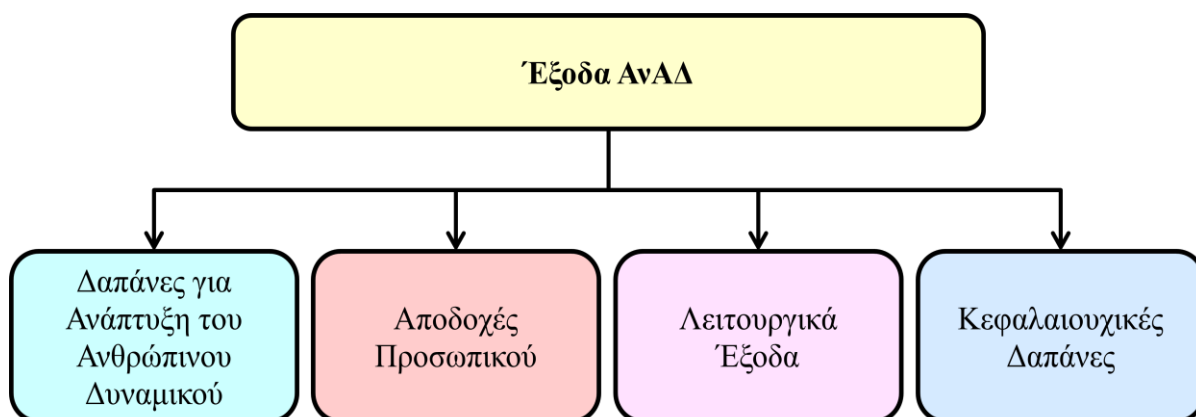 Έξοδα ΑνΑΔ
Δαπάνες για
Ανάπτυξη του
Ανθρώπινου
Δυναμικού
Αποδοχές
Προσωπικού
Λειτουργικά
Έξοδα
Κεφαλαιουχικές
Δαπάνες